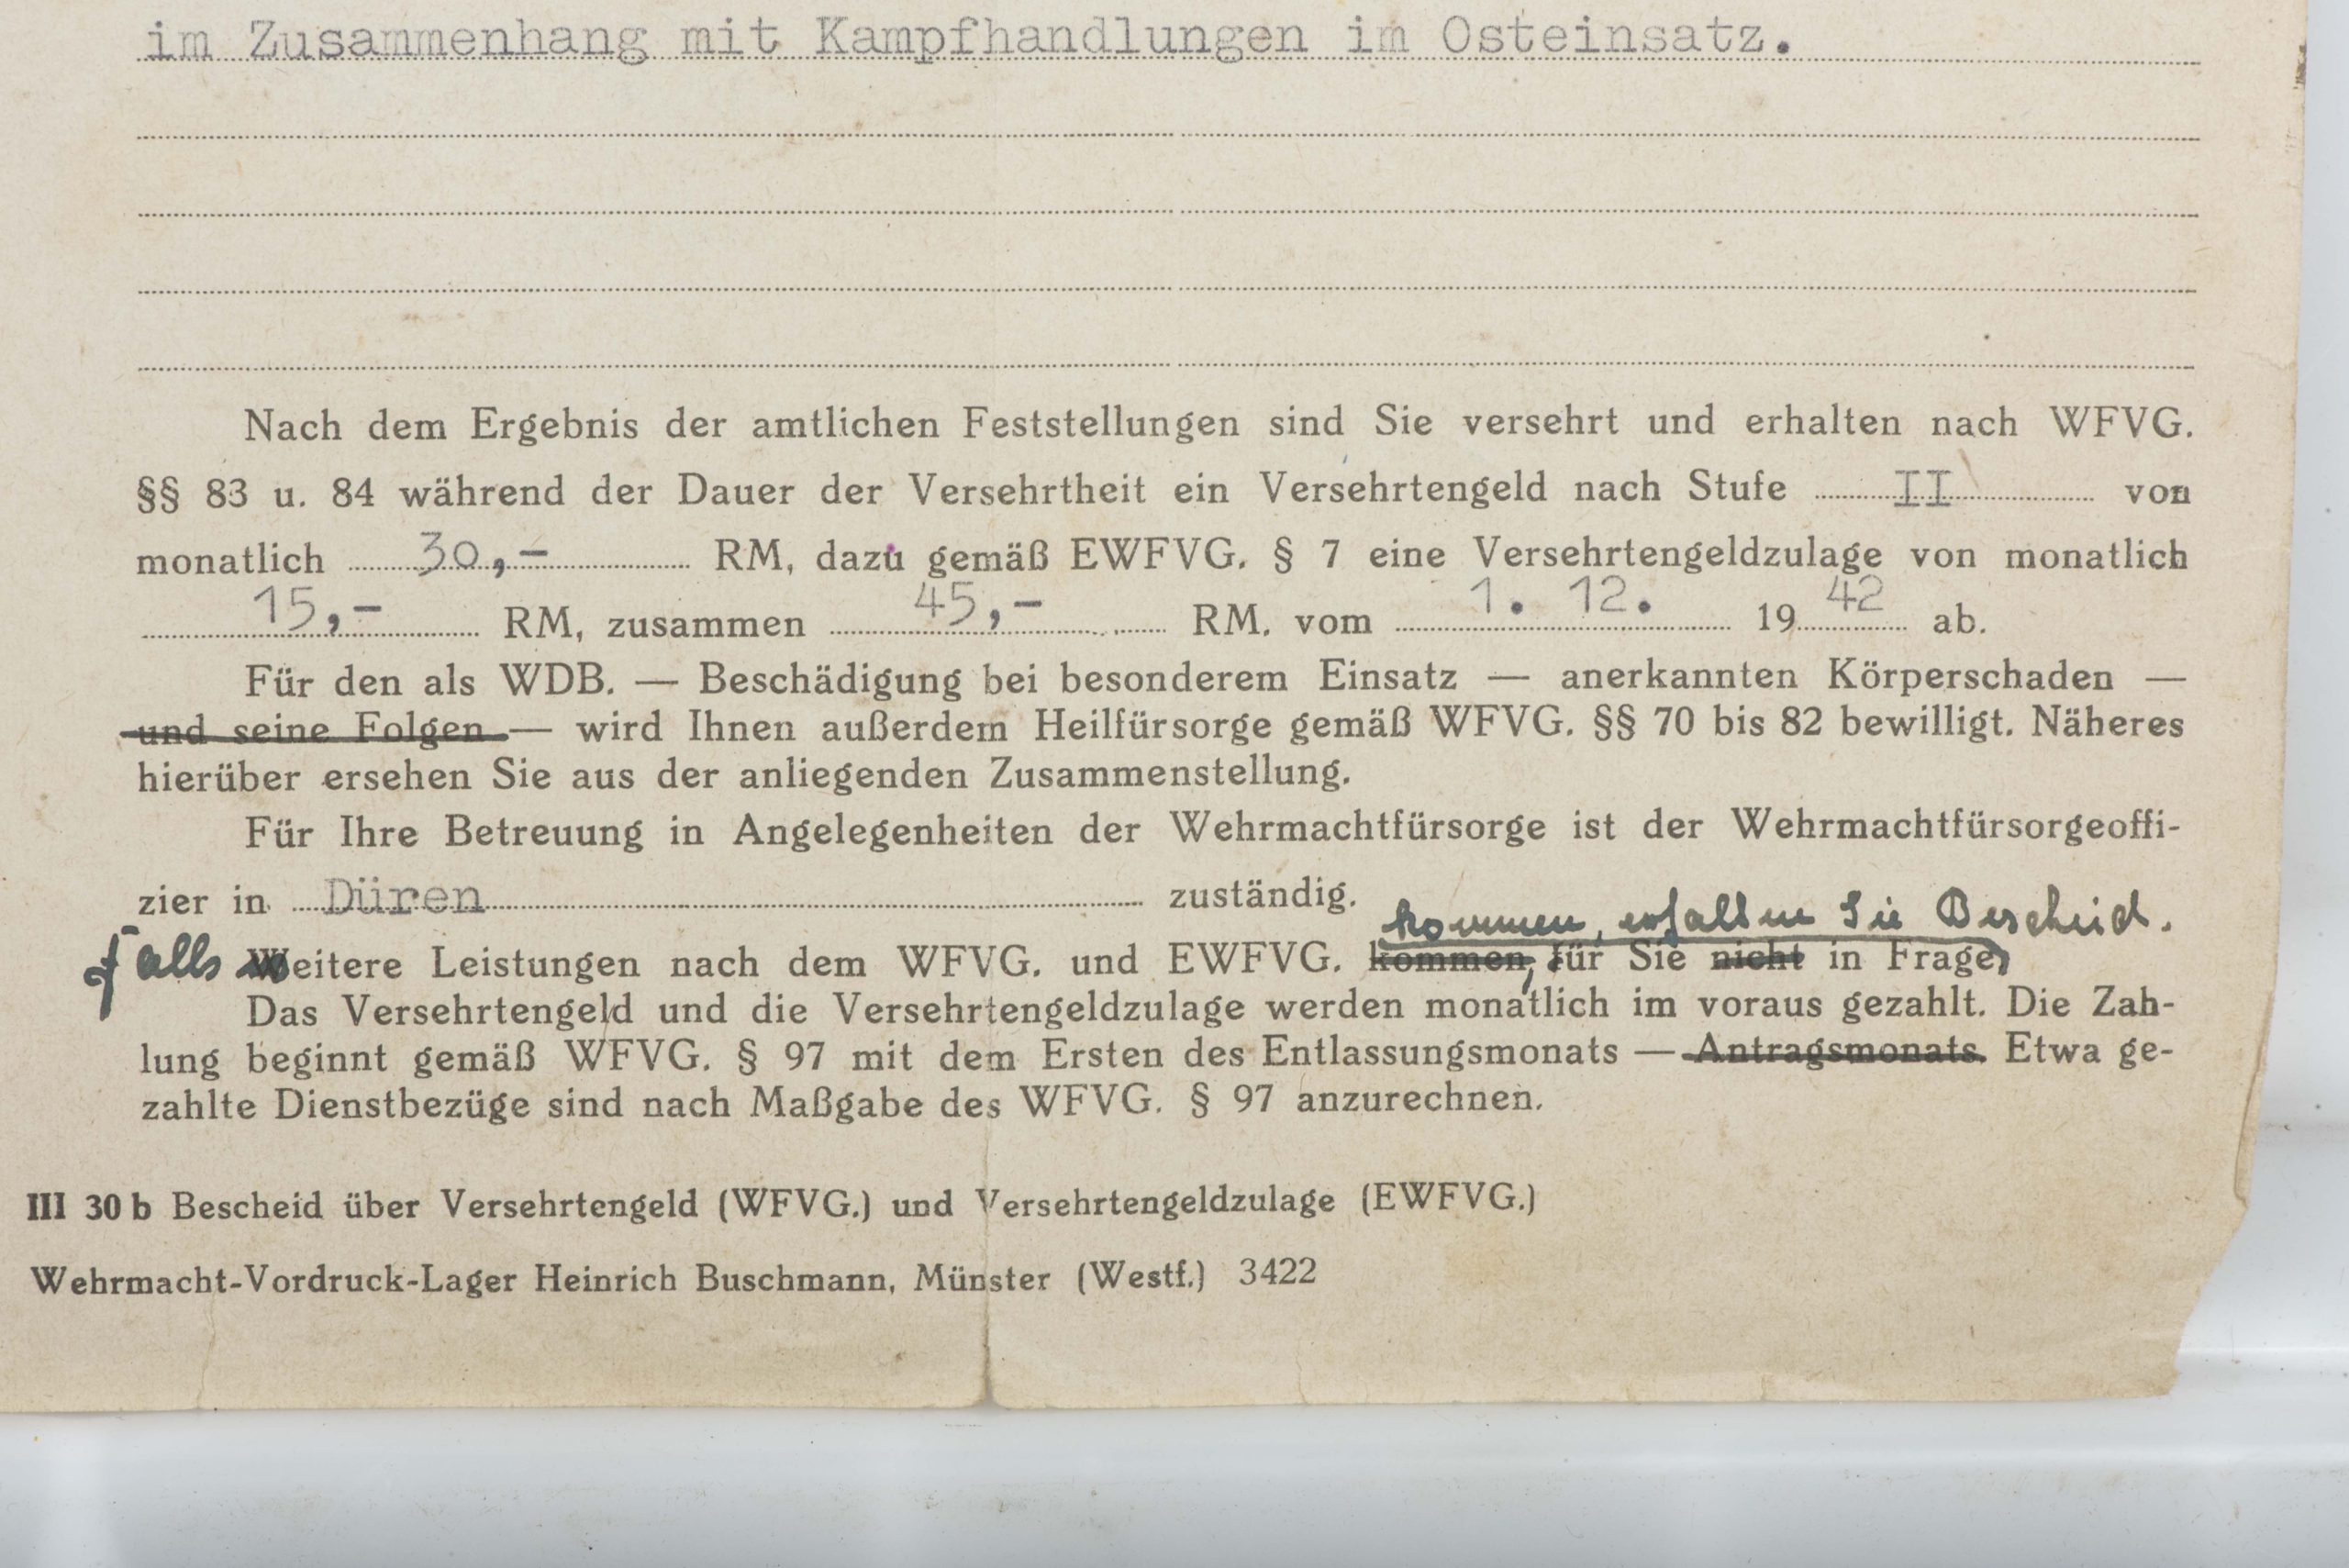 im Zusammenhang mit Kampfhandlungen im Osteinsatz.
Nach dem Ergebnis der amtlichen Feststellungen sind Sie versehrt und erhalten nach WFVG.
§§ 83 u. 84 während der Dauer der Versehrtheit ein Versehrtengeld nach Stufe II von
monatlich 30,- RM, dazu gemäß EWFVG. § 7 eine Versehrtengeldzulage von monatlich
15,- RM, zusammen 45,- RM. vom 1. 12. 1942 ab.
Für den als WDB. — Beschädigung bei besonderem Einsatz — anerkannten Körperschaden —
und seine Folgen — wird Ihnen außerdem Heilfürsorge gemäß WFVG. §§ 70 bis 82 bewilligt. Näheres
hierüber ersehen Sie aus der anliegenden Zusammenstellung.
Für Ihre Betreuung in Angelegenheiten der Wehrmachtfürsorge ist der Wehrmachtfürsorgeoffi-
zier in Düren zuständig.
kommen, erhalten Sie Bescheid.
Falls weitere Leistungen nach dem WFVG. und EWFVG. kommen, für Sie nicht in Frage,
Das Versehrtengeld und die Versehrtengeldzulage werden monatlich im voraus gezahlt. Die Zah-
lung beginnt gemäß WFVG. § 97 mit dem Ersten des Entlassungsmonats — Antragsmonats. Etwa ge-
zahlte Dienstbezüge sind nach Maßgabe des WFVG. § 97 anzurechnen.
III 30 b Bescheid über Versehrtengeld (WFVG.) und Versehrtengeldzulage (EWFVG.)
Wehrmacht-Vordruck-Lager Heinrich Buschmann, Münster (Westf.) 3422